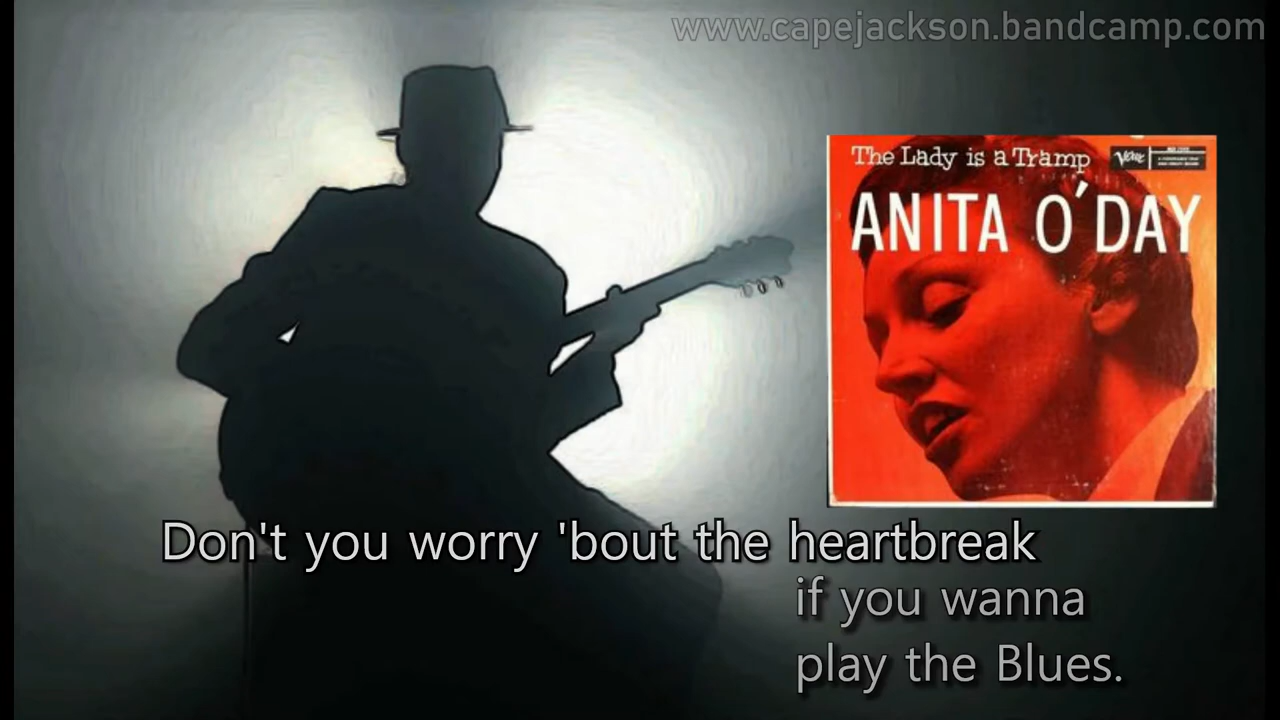 www.capejackson.bandcamp.com
The Lady is a Tramp
Verve
ANITA O'DAY
Don't you worry 'bout the heartbreak
if you wanna
play the Blues.